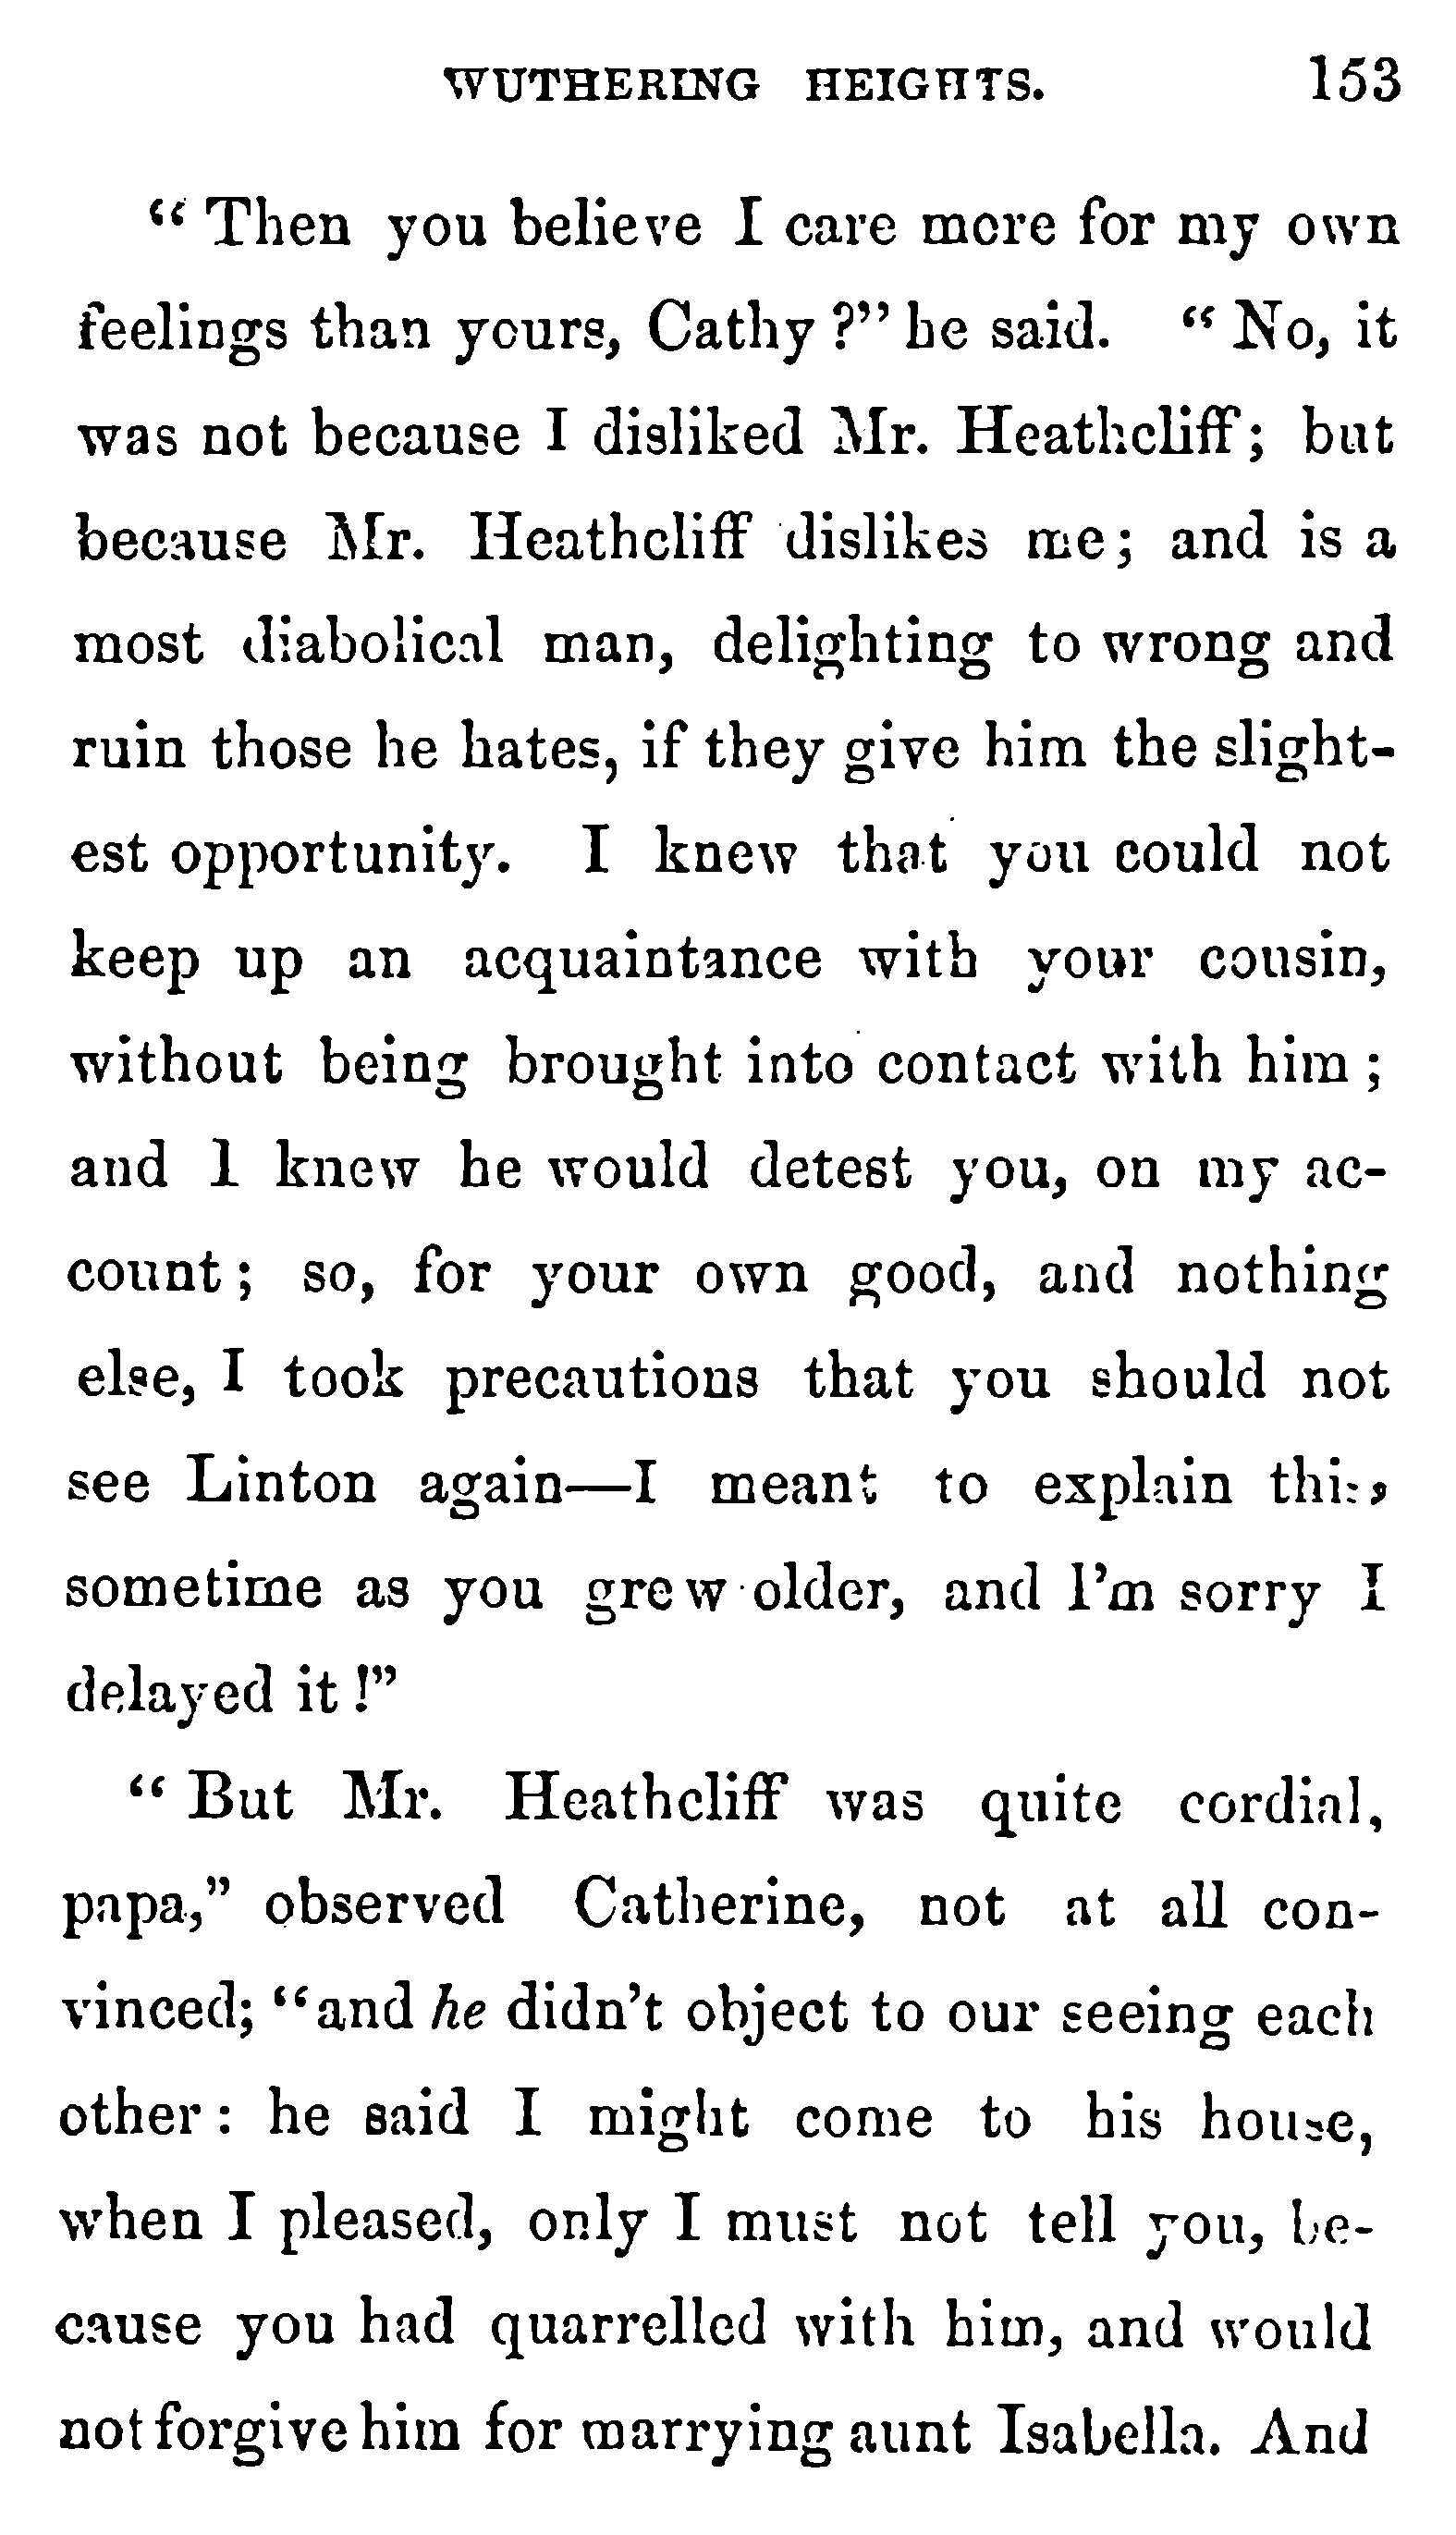 WUTHERING HEIGHTS. 153
“ Then you believe I care more for my own
feelings than yours, Cathy ?” he said. “ No, it
was not because I disliked Mr. Heathcliff; but
because Mr. Heathcliff dislikes me; and is a
most diabolical man, delighting to wrong and
ruin those he hates, if they give him the slight-
est opportunity. I knew that you could not
keep up an acquaintance with your cousin,
without being brought into contact with him ;
and I knew he would detest you, on my ac-
count ; so, for your own good, and nothing
else, I took precautions that you should not
see Linton again—I meant to explain this,
sometime as you grew older, and I’m sorry I
delayed it !”
“ But Mr. Heathcliff was quite cordial,
papa,” observed Catherine, not at all con-
vinced; “and he didn’t object to our seeing each
other : he said I might come to his house,
when I pleased, only I must not tell you, be-
cause you had quarrelled with him, and would
not forgive him for marrying aunt Isabella. And